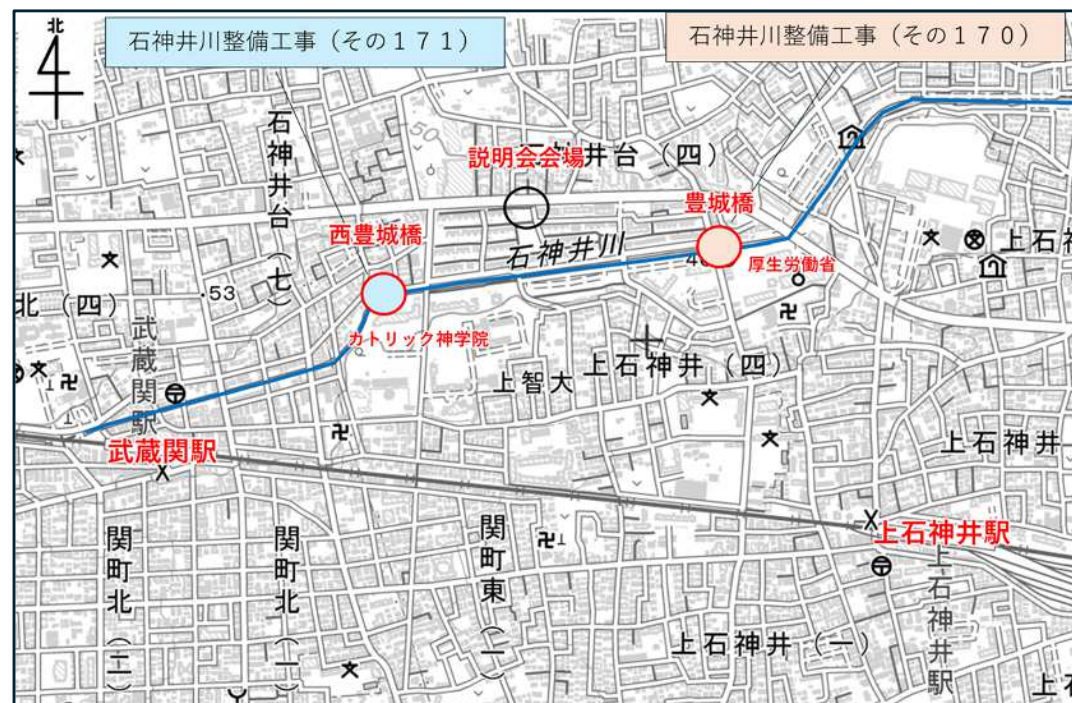 北
石神井川整備工事（その１７１）
石神井川整備工事（その１７０）
石神井台（七）
50
説明会会場
石神井台（四）
西豊城橋
豊城橋
石神井川
厚生労働省
上石神
・53
北（四）
武蔵関駅
カトリック神学院
上智大
上石神井（四）
武蔵関駅
上石神井
上石神井駅
上石神井駅
関町北（二）
関町北（一）
関町東（二）
上石神井（一）
上石